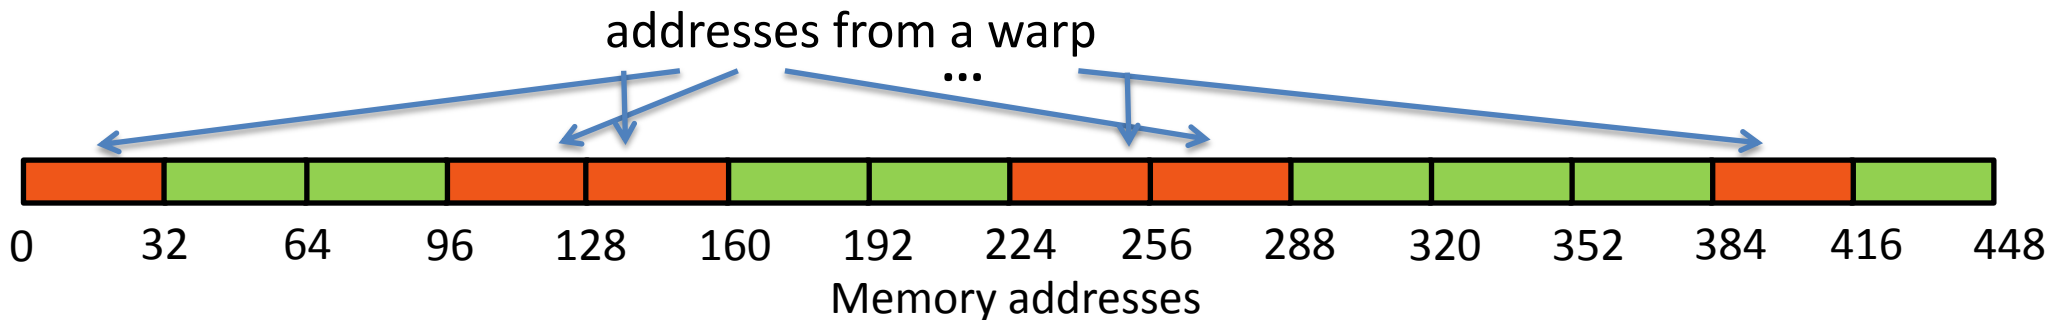 addresses from a warp
...
0 32 64 96 128 160 192 224 256 288 320 352 384 416 448
Memory addresses